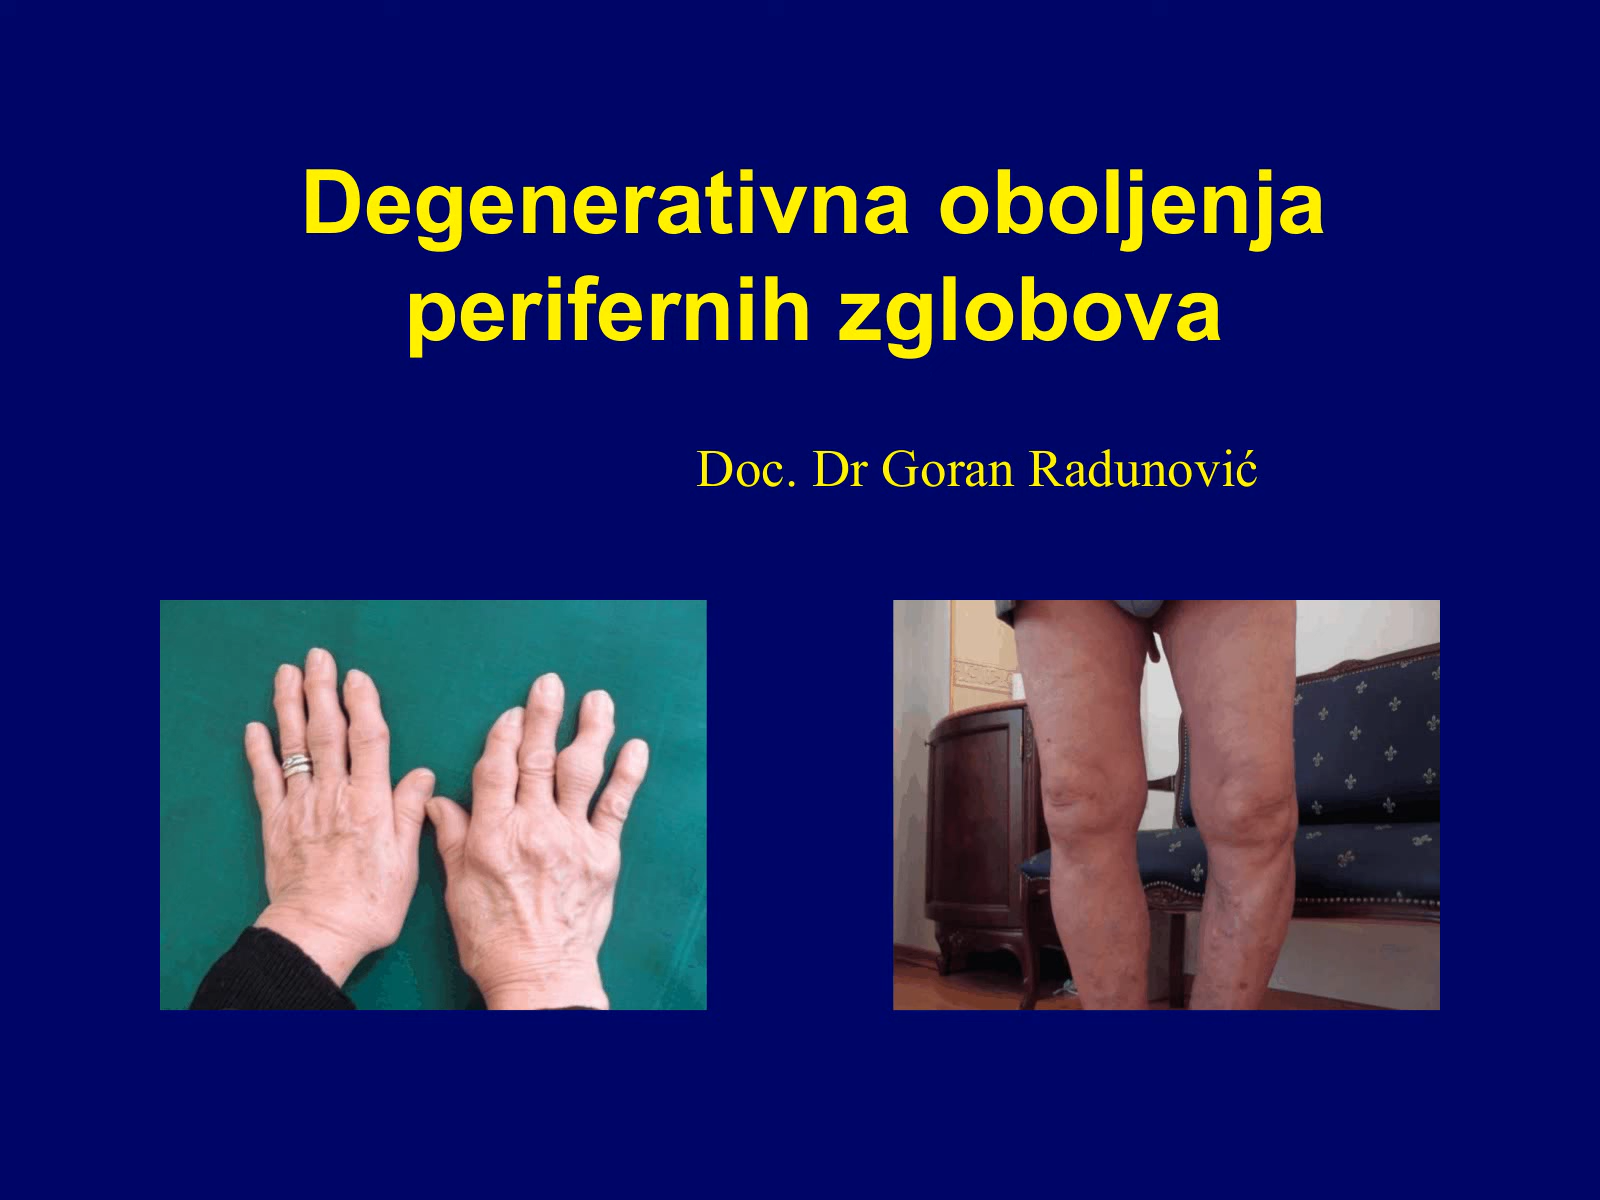 Degenerativna oboljenja
perifernih zglobova
Doc. Dr Goran Radunović